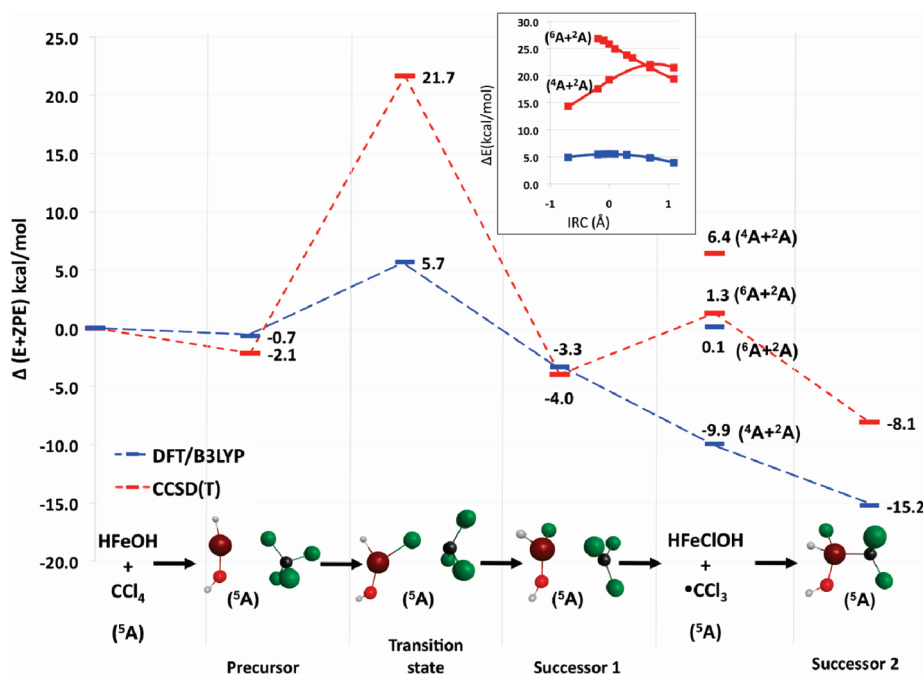 25.0
20.0
15.0
10.0
5.0
0.0
-5.0
-10.0
-15.0
-20.0
Δ (E+ZPE) kcal/mol
21.7
5.7
-0.7
-2.1
-3.3
-4.0
6.4 (⁴A+²A)
1.3 (⁶A+²A)
0.1 (⁶A+²A)
-9.9 (⁴A+²A)
-8.1
-15.2
30.0
25.0
20.0
15.0
10.0
5.0
0.0
ΔE(kcal/mol)
(⁶A+²A)
(⁴A+²A)
-1 0 1
IRC (Å)
DFT/B3LYP
CCSD(T)
HFeOH
+
CCl₄
(⁵A)
(⁵A)
(⁵A)
(⁵A)
HFeClOH
+
•CCl₃
(⁵A)
(⁵A)
Precursor
Transition
state
Successor 1
Successor 2